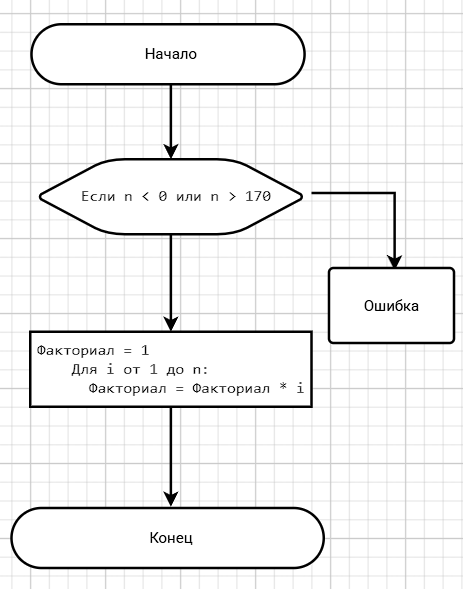 Начало
Если n < 0 или n > 170
Ошибка
Факториал = 1
Для i от 1 до n:
Факториал = Факториал * i
Конец